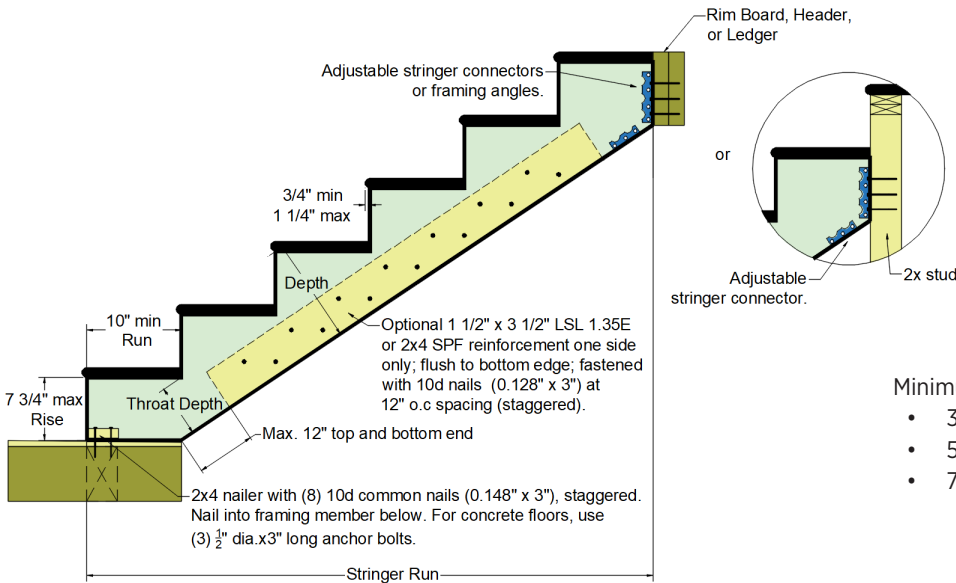 Rim Board, Header,
or Ledger
Adjustable stringer connectors
or framing angles.
or
3/4" min
1 1/4" max
Adjustable
stringer connector.
2x stud
Depth
10" min
Run
Optional 1 1/2" x 3 1/2" LSL 1.35E
or 2x4 SPF reinforcement one side
only; flush to bottom edge; fastened
with 10d nails (0.128" x 3") at
12" o.c spacing (staggered).
7 3/4" max
Rise
Throat Depth
Max. 12" top and bottom end
Minim
• 3
• 5
• 7
2x4 nailer with (8) 10d common nails (0.148" x 3"), staggered.
Nail into framing member below. For concrete floors, use
(3) 1/2" dia.x3" long anchor bolts.
Stringer Run